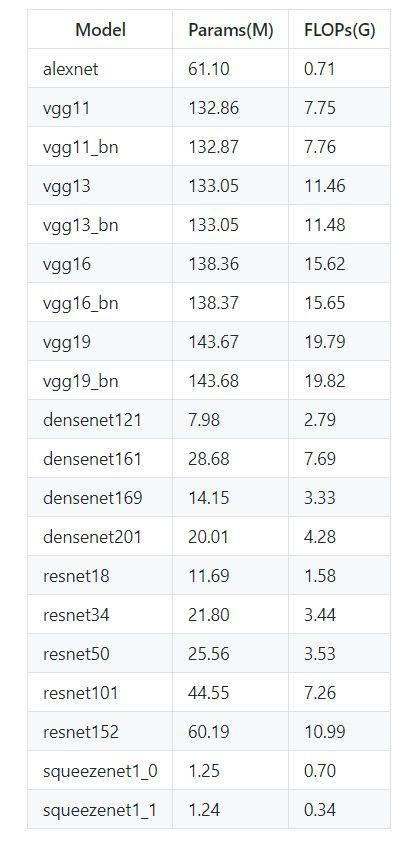 Model Params(M) FLOPs(G)
alexnet 61.10 0.71
vgg11 132.86 7.75
vgg11_bn 132.87 7.76
vgg13 133.05 11.46
vgg13_bn 133.05 11.48
vgg16 138.36 15.62
vgg16_bn 138.37 15.65
vgg19 143.67 19.79
vgg19_bn 143.68 19.82
densenet121 7.98 2.79
densenet161 28.68 7.69
densenet169 14.15 3.33
densenet201 20.01 4.28
resnet18 11.69 1.58
resnet34 21.80 3.44
resnet50 25.56 3.53
resnet101 44.55 7.26
resnet152 60.19 10.99
squeezenet1_0 1.25 0.70
squeezenet1_1 1.24 0.34